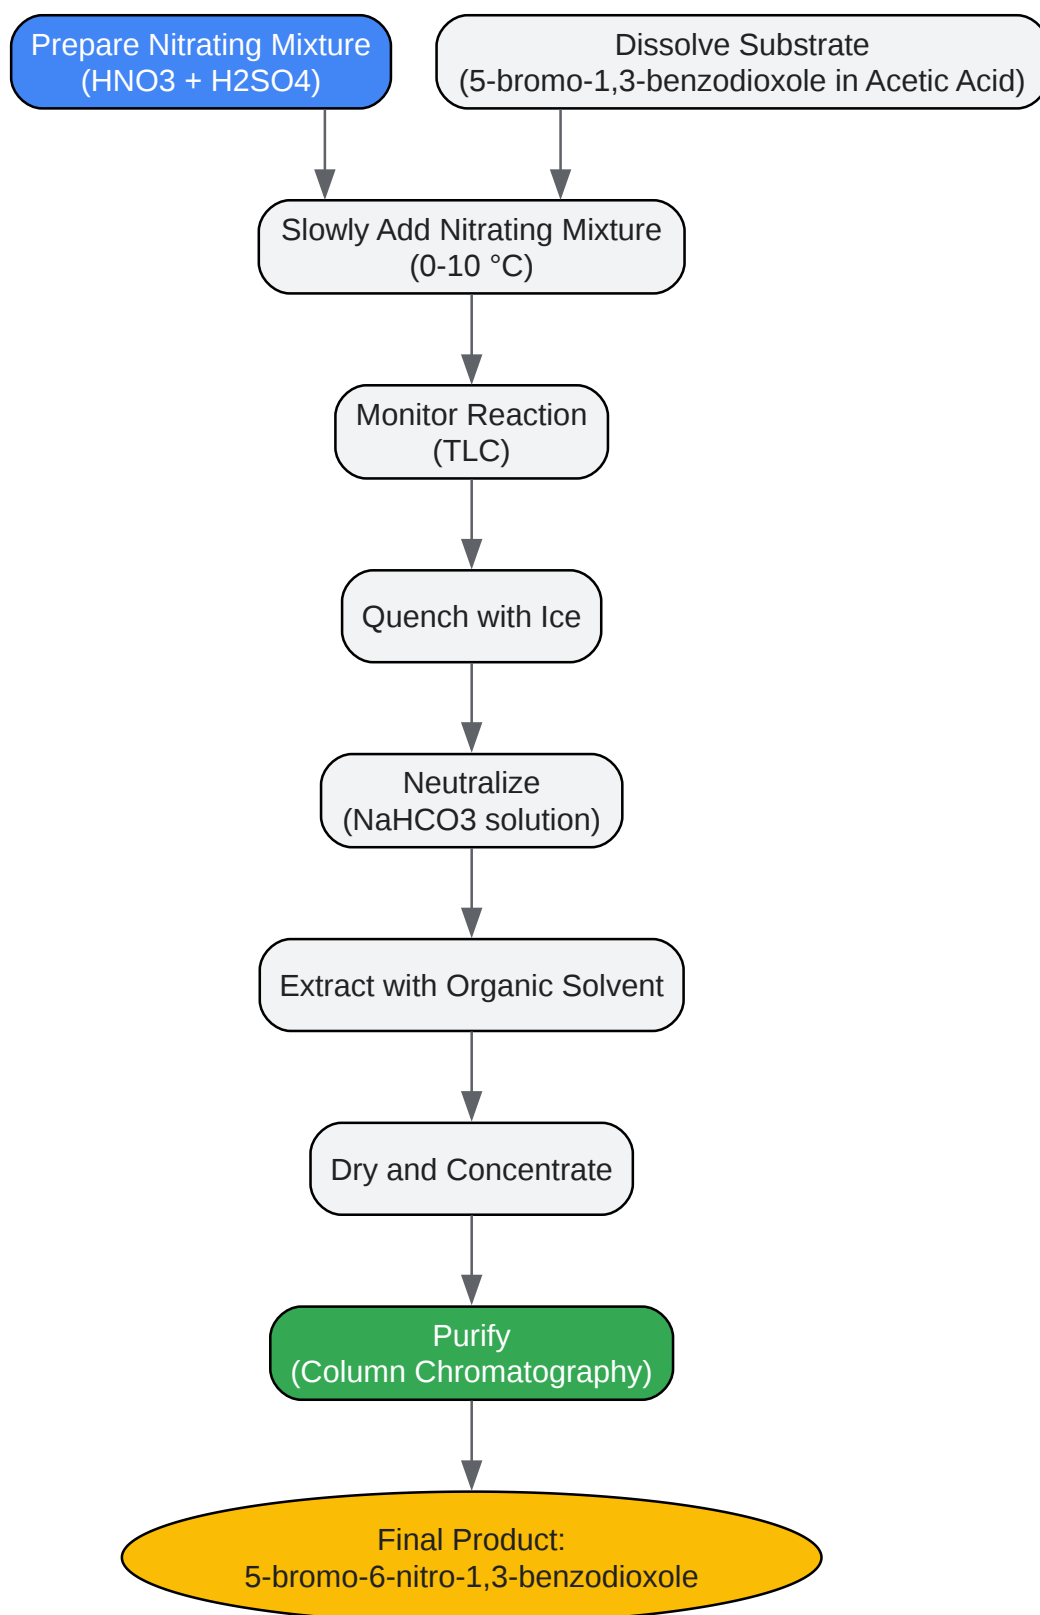 Prepare Nitrating Mixture
(HNO3 + H2SO4)
Dissolve Substrate
(5-bromo-1,3-benzodioxole in Acetic Acid)
Slowly Add Nitrating Mixture
(0-10 °C)
Monitor Reaction
(TLC)
Quench with Ice
Neutralize
(NaHCO3 solution)
Extract with Organic Solvent
Dry and Concentrate
Purify
(Column Chromatography)
Final Product:
5-bromo-6-nitro-1,3-benzodioxole